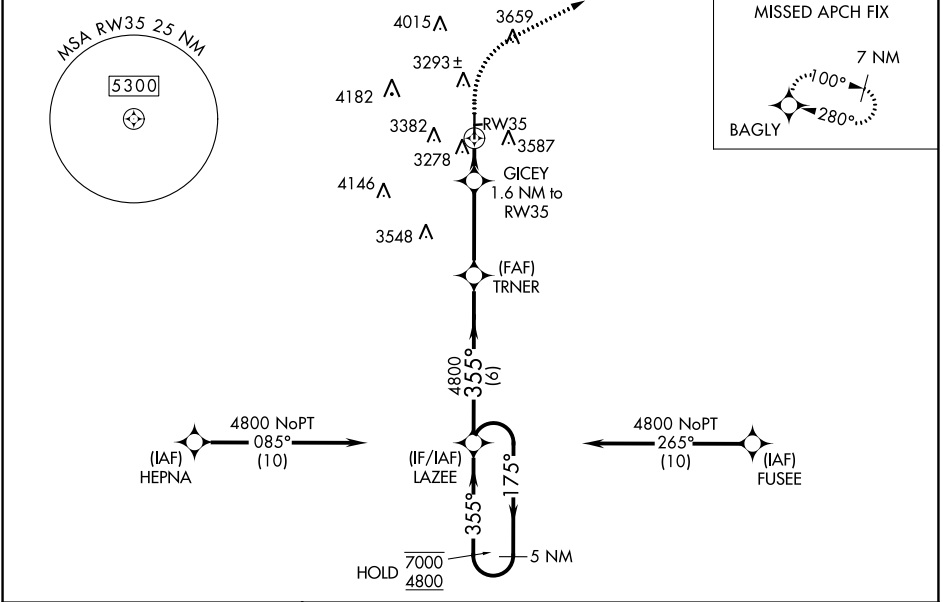 MSA RW35 25 NM
5300
4015
3659
3293±
4182
3382
RW35
3278
3587
GICEY
1.6 NM to
RW35
4146
3548
(FAF)
TRNER
4800
355°
(6)
4800 NoPT
085°
(10)
(IAF)
HEPNA
(IF/IAF)
LAZEE
4800 NoPT
265°
(10)
(IAF)
FUSEE
355°
175°
HOLD
7000
4800
5 NM
MISSED APCH FIX
7 NM
100°
280°
BAGLY